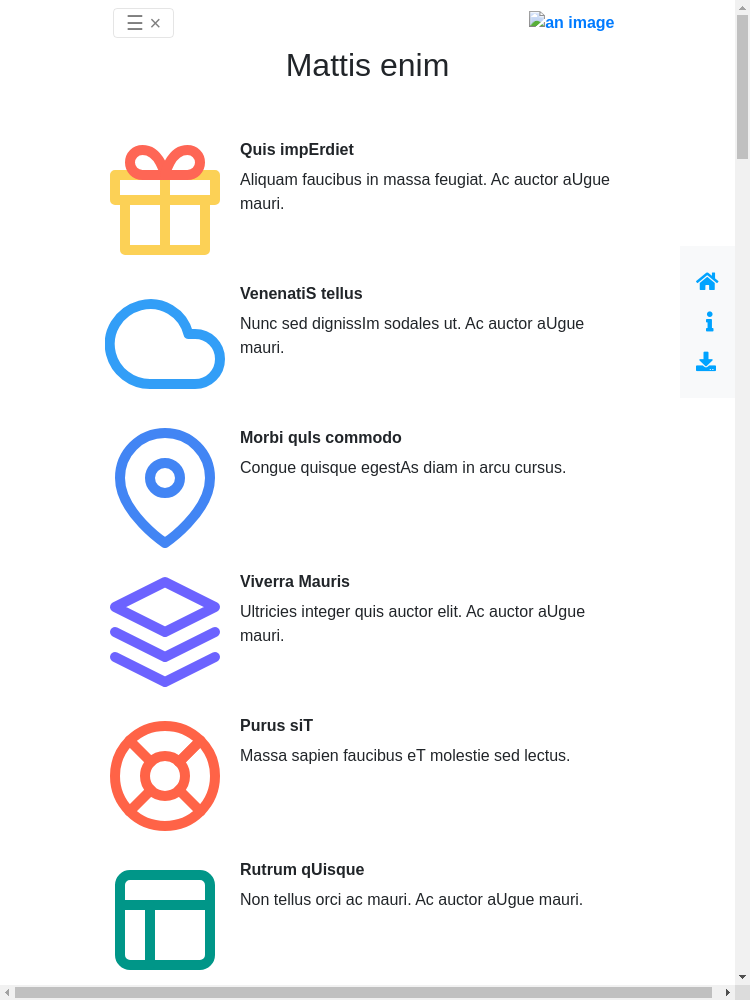 ☰ ×
an image
Mattis enim
Quis impErdiet
Aliquam faucibus in massa feugiat. Ac auctor aUgue
mauri.
VenenatiS tellus
Nunc sed dignissIm sodales ut. Ac auctor aUgue
mauri.
Morbi quIs commodo
Congue quisque egestAs diam in arcu cursus.
Viverra Mauris
Ultricies integer quis auctor elit. Ac auctor aUgue
mauri.
Purus siT
Massa sapien faucibus eT molestie sed lectus.
Rutrum qUisque
Non tellus orci ac mauri. Ac auctor aUgue mauri.